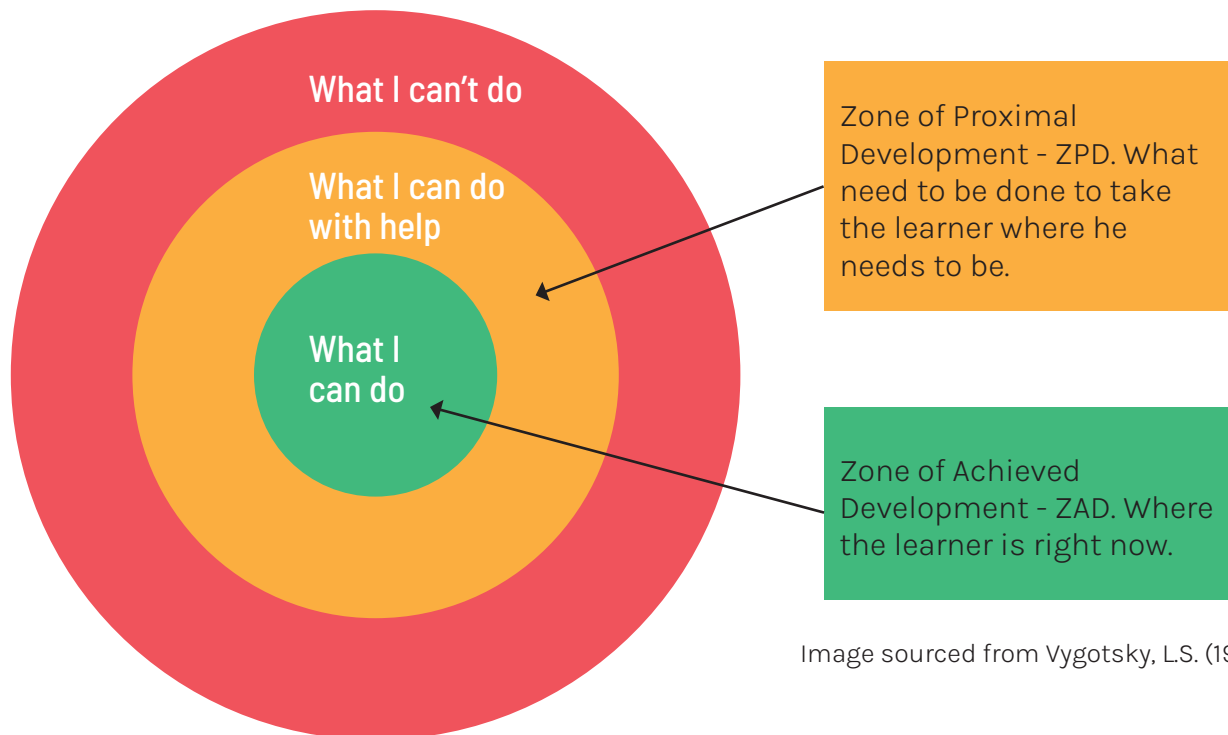 What I can't do
What I can do
with help
What I
can do
Zone of Proximal
Development - ZPD. What
need to be done to take
the learner where he
needs to be.
Zone of Achieved
Development - ZAD. Where
the learner is right now.
Image sourced from Vygotsky, L.S. (19